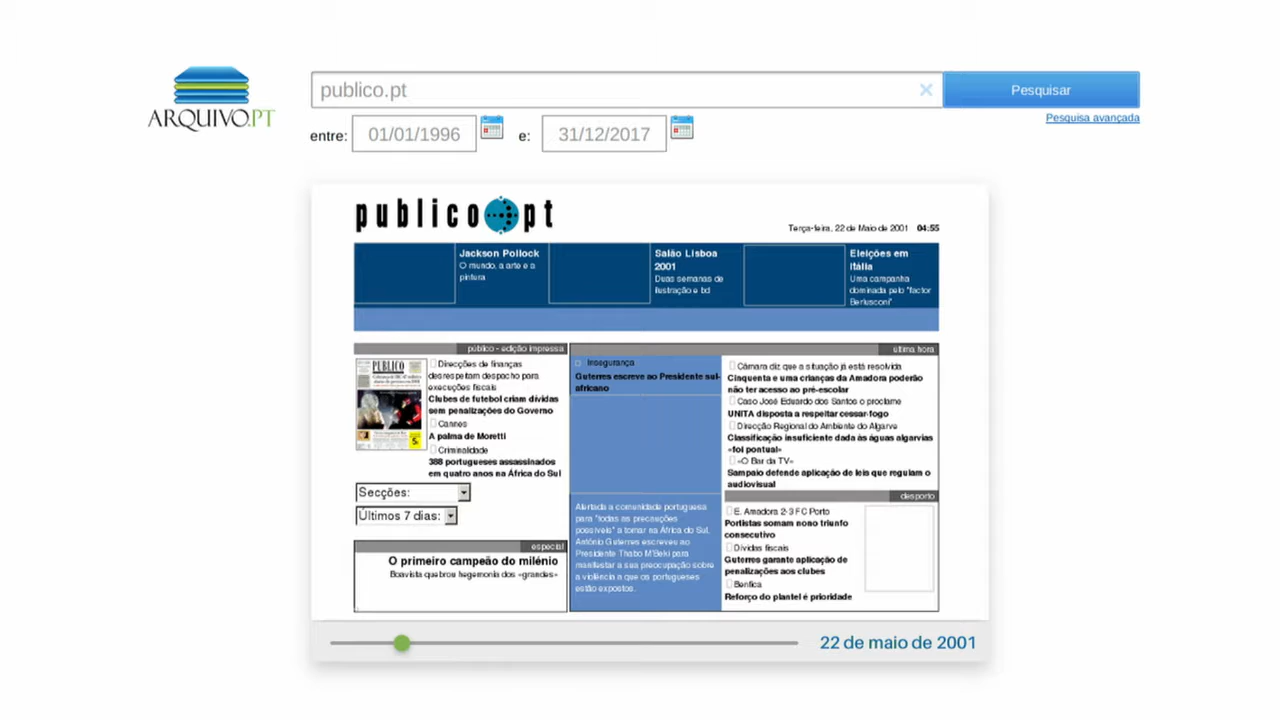 publico.pt
Pesquisar
ARQUIVO.PT
Pesquisa avançada
entre: 01/01/1996 e: 31/12/2017
publico pt
Terça-feira, 22 de Maio de 2001 04:55
Jackson Pollock
O mundo, a arte e a
pintura
Salão Lisboa
2001
Duas semanas de
ilustração e bd
Eleições em
Itália
Uma campanha
dominada pelo "factor
Berlusconi"
público - edição impressa
PUBLICO
Direcções de finanças
desrespeitam despacho para
execuções fiscais
Clubes de futebol criam dívidas
sem penalizações do Governo
Cannes
A palma de Moretti
Criminalidade
388 portugueses assassinados
em quatro anos na África do Sul
Secções:
Últimos 7 dias:
especial
O primeiro campeão do milénio
Boavista quebrou hegemonia dos «grandes»
Insegurança
Guterres escreve ao Presidente sul-
africano
Alertada a comunidade portuguesa
para "todas as precauções
possíveis" a tomar na África do Sul,
António Guterres escreveu ao
Presidente Thabo M'Beki para
manifestar a sua preocupação sobre
a violência a que os portugueses
estão expostos.
ultima hora
Câmara diz que a situação já está resolvida
Cinquenta e uma crianças da Amadora poderão
não ter acesso ao pré-escolar
Caso José Eduardo dos Santos o proclame
UNITA disposta a respeitar cessar-fogo
Direcção Regional do Ambiente do Algarve
Classificação insuficiente dada às águas algarvias
«foi pontual»
«O Bar da TV»
Sampaio defende aplicação de leis que regulam o
audiovisual
desporto
E. Amadora 2-3 FC Porto
Portistas somam nono triunfo
consecutivo
Dívidas fiscais
Guterres garante aplicação de
penalizações aos clubes
Benfica
Reforço do plantel é prioridade
22 de maio de 2001